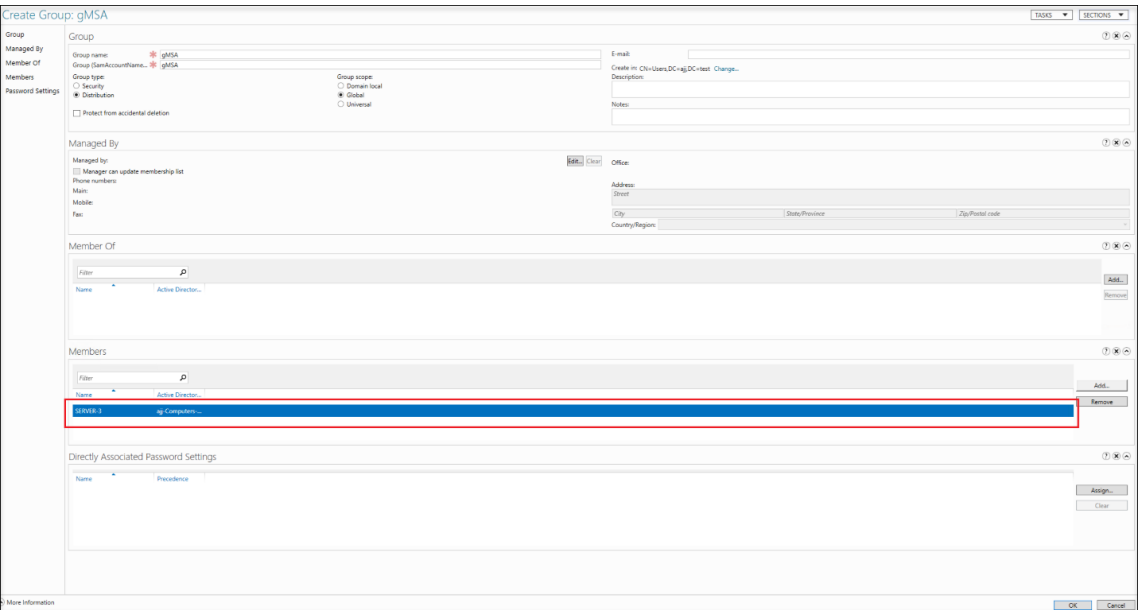 Create Group: gMSA
TASKS
SECTIONS
Group
Managed By
Member Of
Members
Password Settings
Group
Group name:
gMSA
Group (SamAccountName...
gMSA
Group type:
Security
Distribution
Group scope:
Domain local
Global
Universal
Protect from accidental deletion
E-mail:
Create in: CN=Users,DC=ajj,DC=test Change...
Description:
Notes:
Managed By
Managed by:
Edit...
Clear
Manager can update membership list
Phone numbers:
Main:
Mobile:
Fax:
Office:
Address:
Street
City
State/Province
Zip/Postal code
Country/Region:
Member Of
Filter
Name
Active Director...
Add...
Remove
Members
Filter
Name
Active Director...
SERVER-3
ajj-Computers-...
Add...
Remove
Directly Associated Password Settings
Name
Precedence
Assign...
Clear
More Information
OK
Cancel